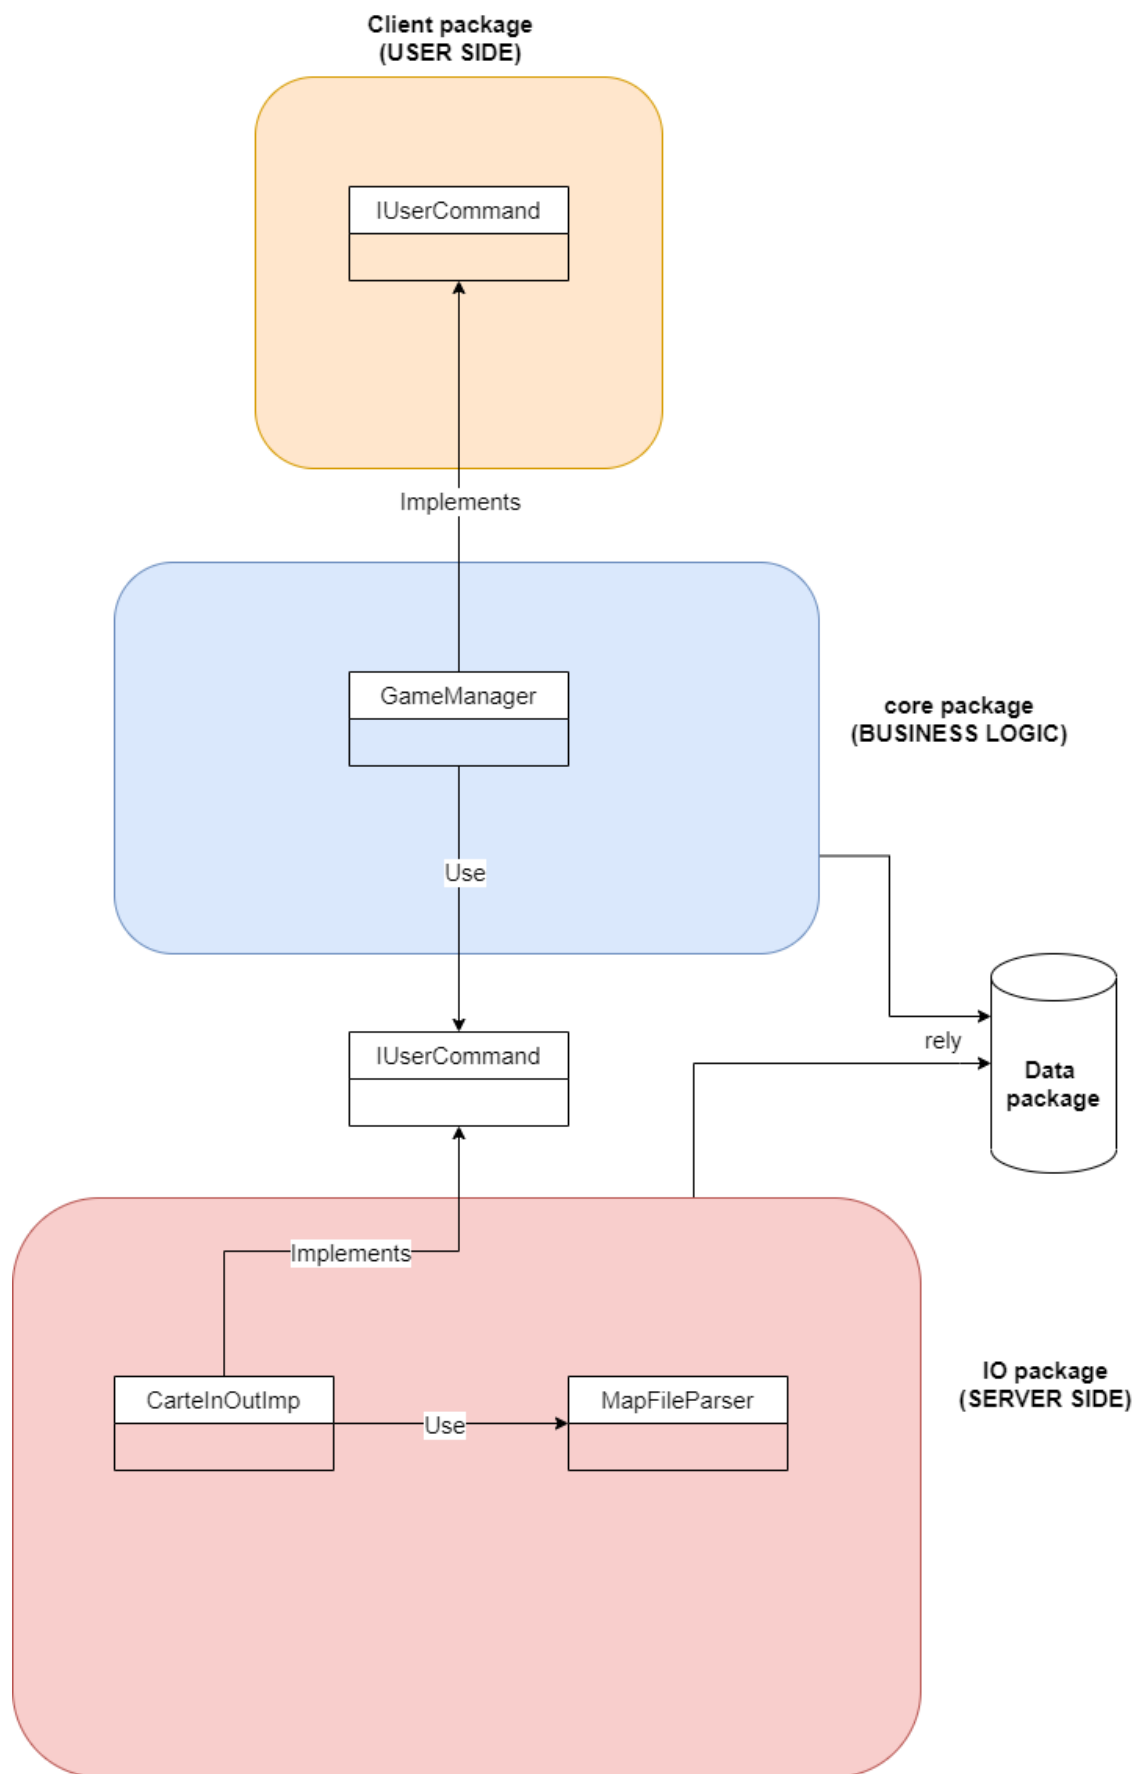 Client package
(USER SIDE)
IUserCommand
Implements
GameManager
core package
(BUSINESS LOGIC)
Use
IUserCommand
rely
Data
package
Implements
CarteInOutImp
Use
MapFileParser
IO package
(SERVER SIDE)